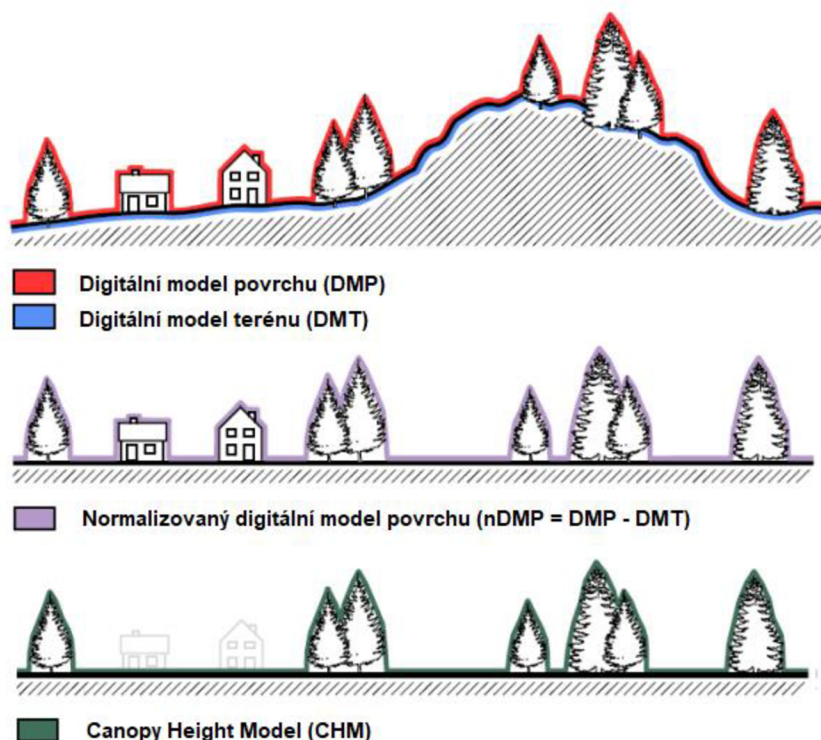 Digitální model povrchu (DMP)
Digitální model terénu (DMT)
Normalizovaný digitální model povrchu (nDMP = DMP - DMT)
Canopy Height Model (CHM)